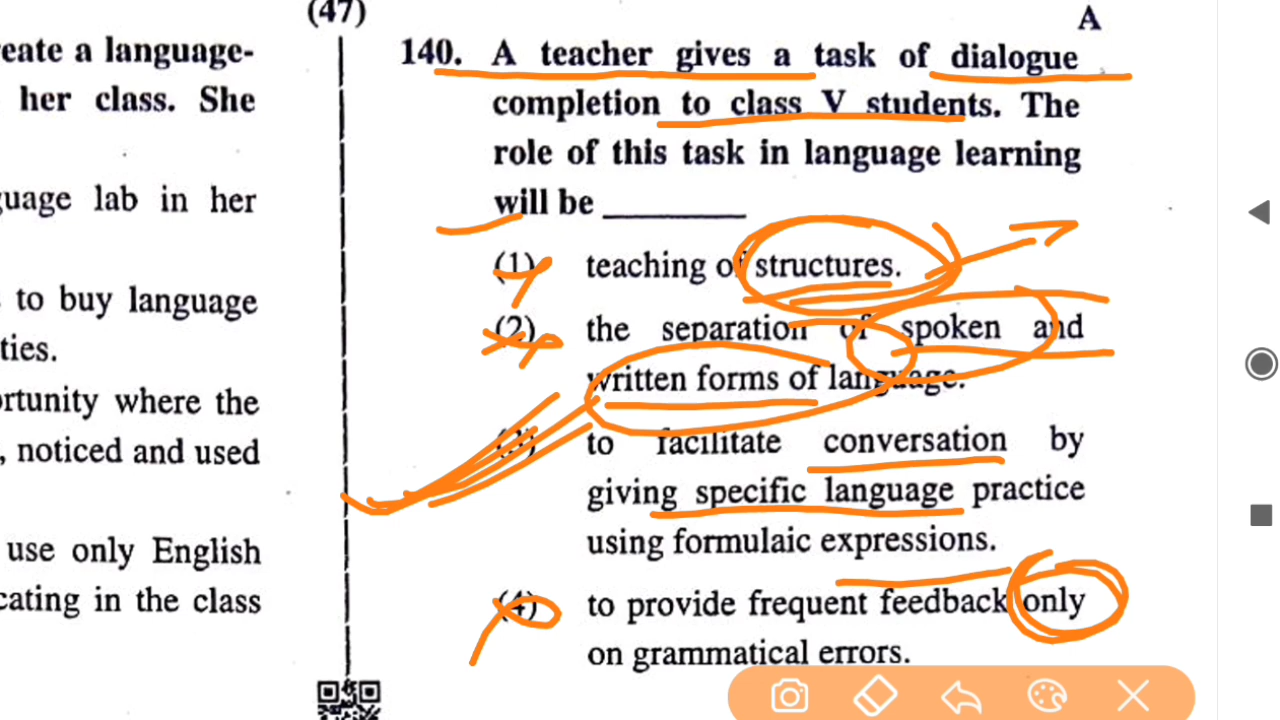 (47)
A
eate a language-
her class. She
guage lab in her
to buy language
ties.
ortunity where the
, noticed and used
use only English
cating in the class
140. A teacher gives a task of dialogue
completion to class V students. The
role of this task in language learning
will be
(1) teaching of structures.
(2) the separation of spoken and
written forms of language.
(3) to facilitate conversation by
giving specific language practice
using formulaic expressions.
(4) to provide frequent feedback only
on grammatical errors.